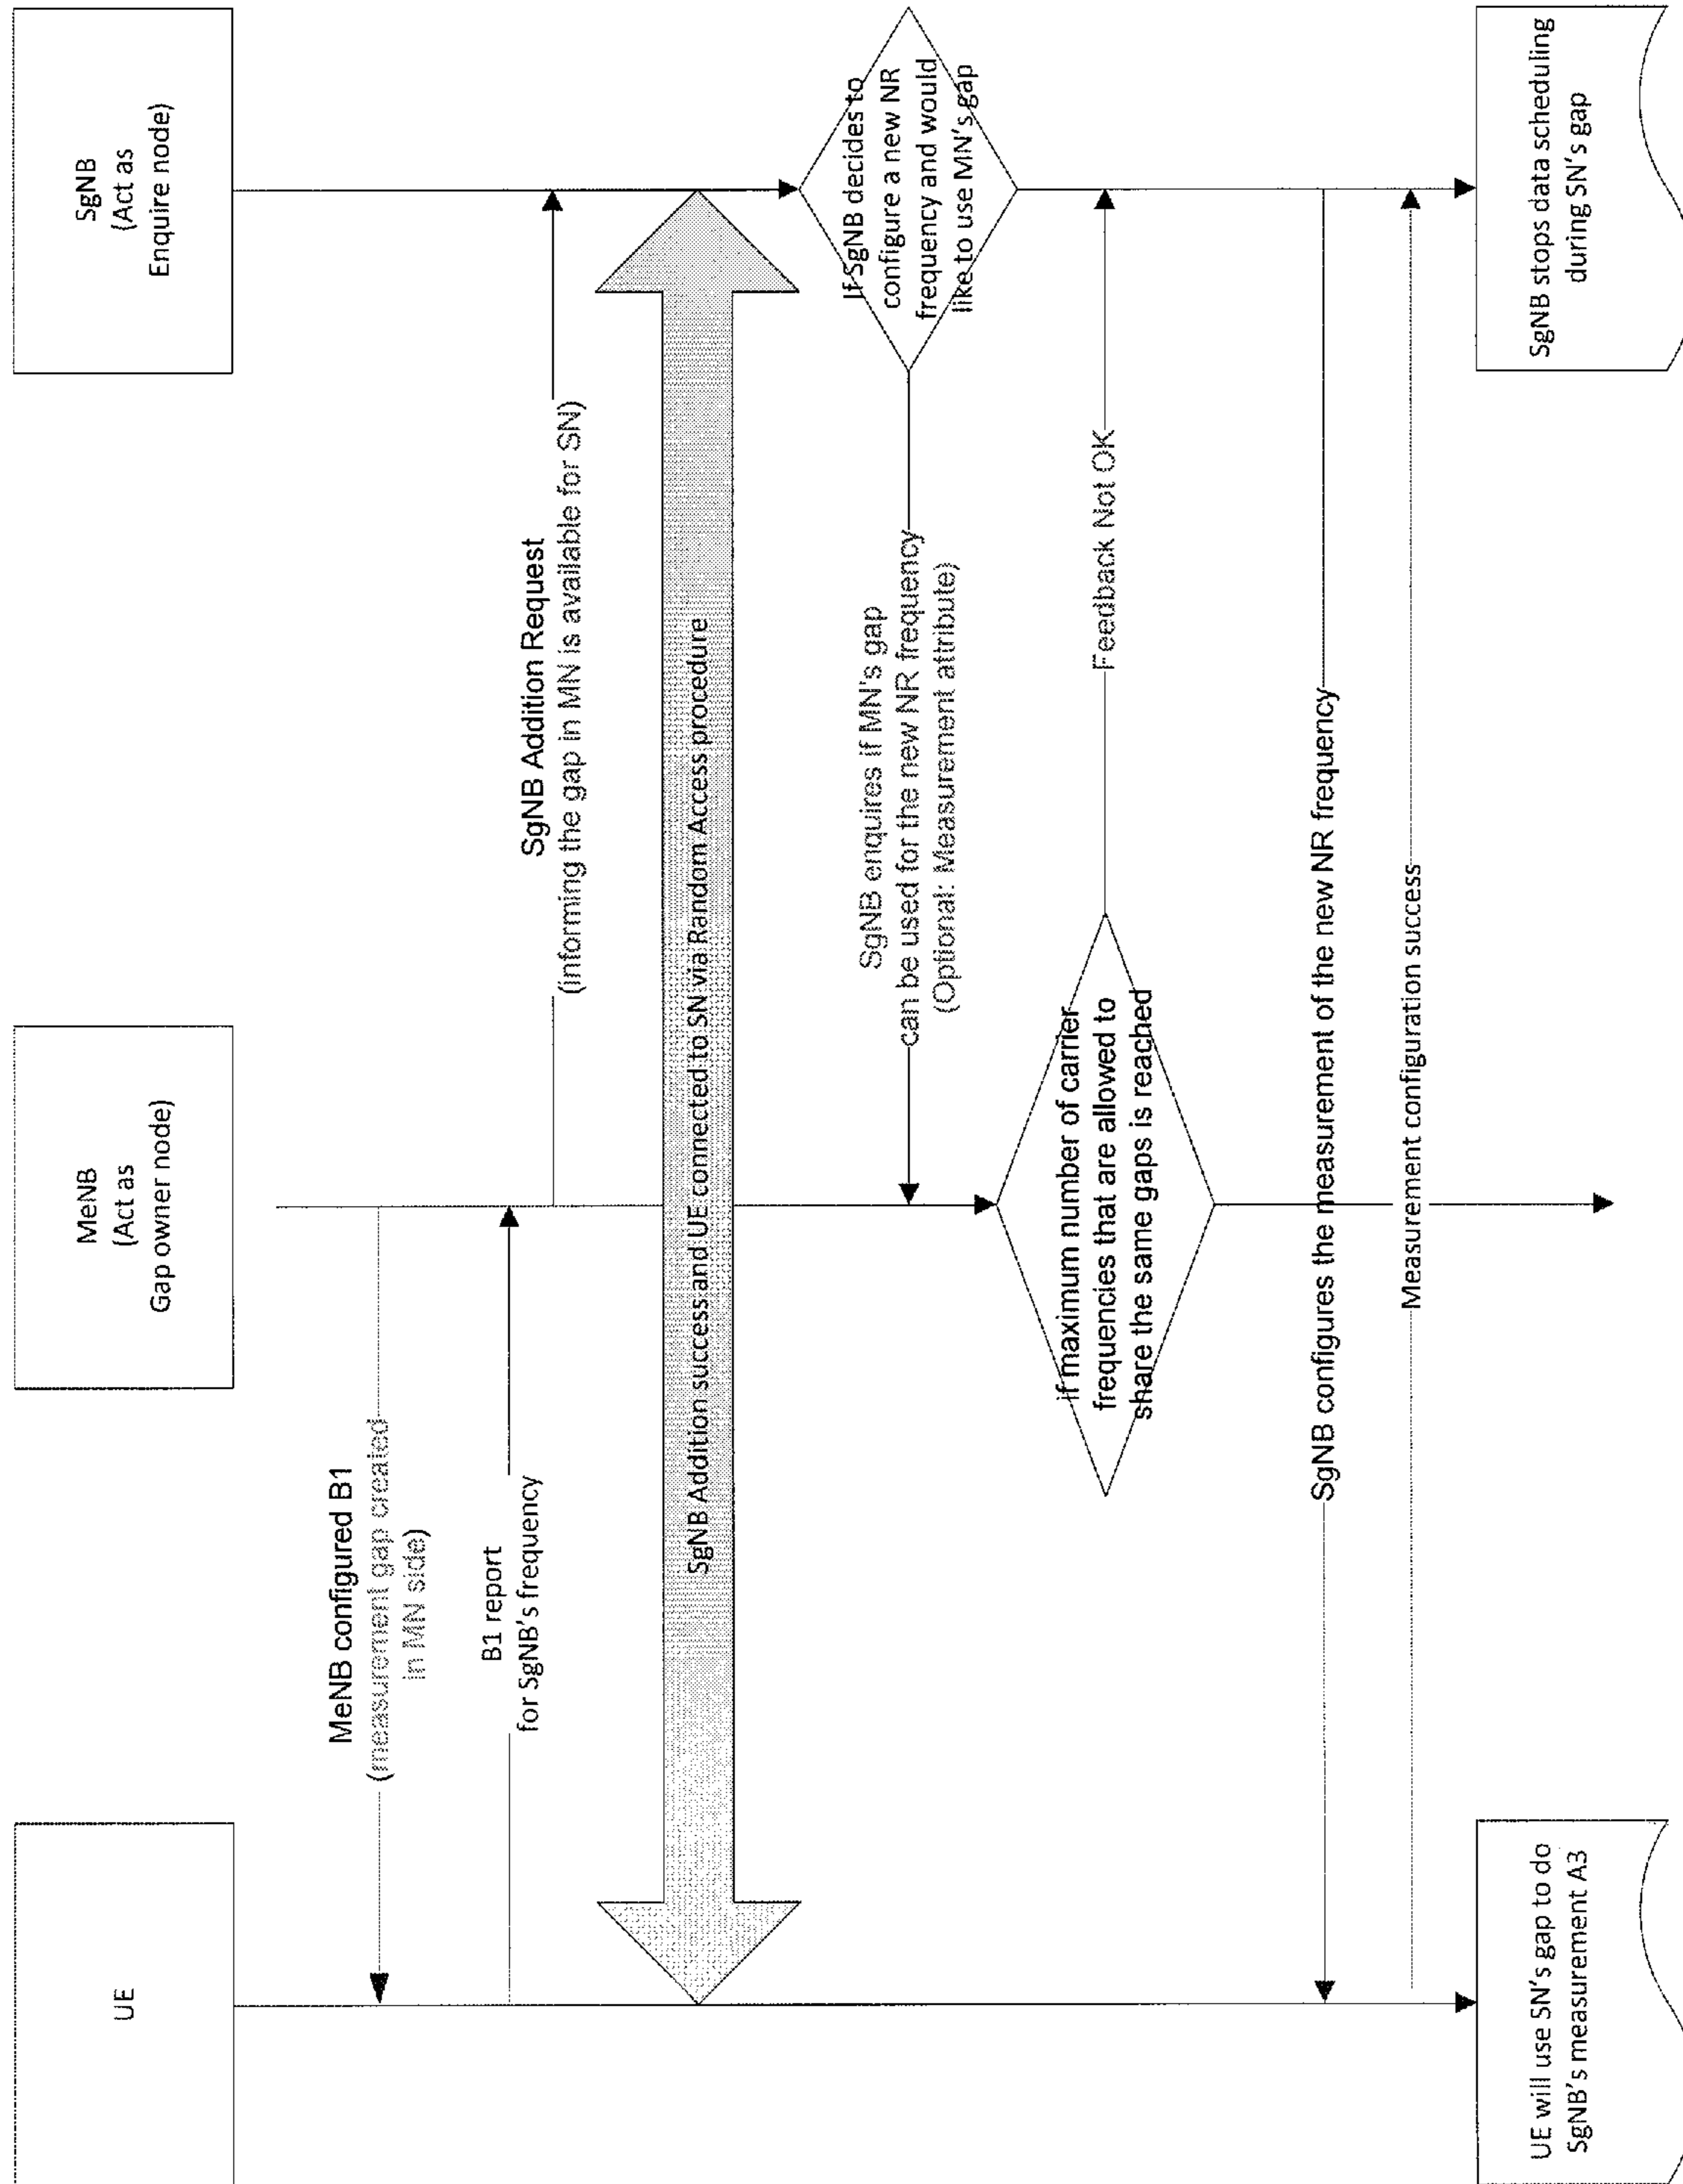 UE
MeNB
(Act as
Gap owner node)
SgNB
(Act as
Enquire node)
MeNB configured B1
(measurement gap created
in MN side)
B1 report
for SgNB's frequency
SgNB Addition Request
(informing the gap in MN is available for SN)
SgNB Addition success and UE connected to SN via Random Access procedure
If SgNB decides to
configure a new NR
frequency and would
like to use MN's gap
SgNB enquires if MN's gap
can be used for the new NR frequency
(Optional: Measurement attribute)
if maximum number of carrier
frequencies that are allowed to
share the same gaps is reached
Feedback Not OK
SgNB configures the measurement of the new NR frequency
Measurement configuration success
UE will use SN's gap to do
SgNB's measurement A3
SgNB stops data scheduling
during SN's gap